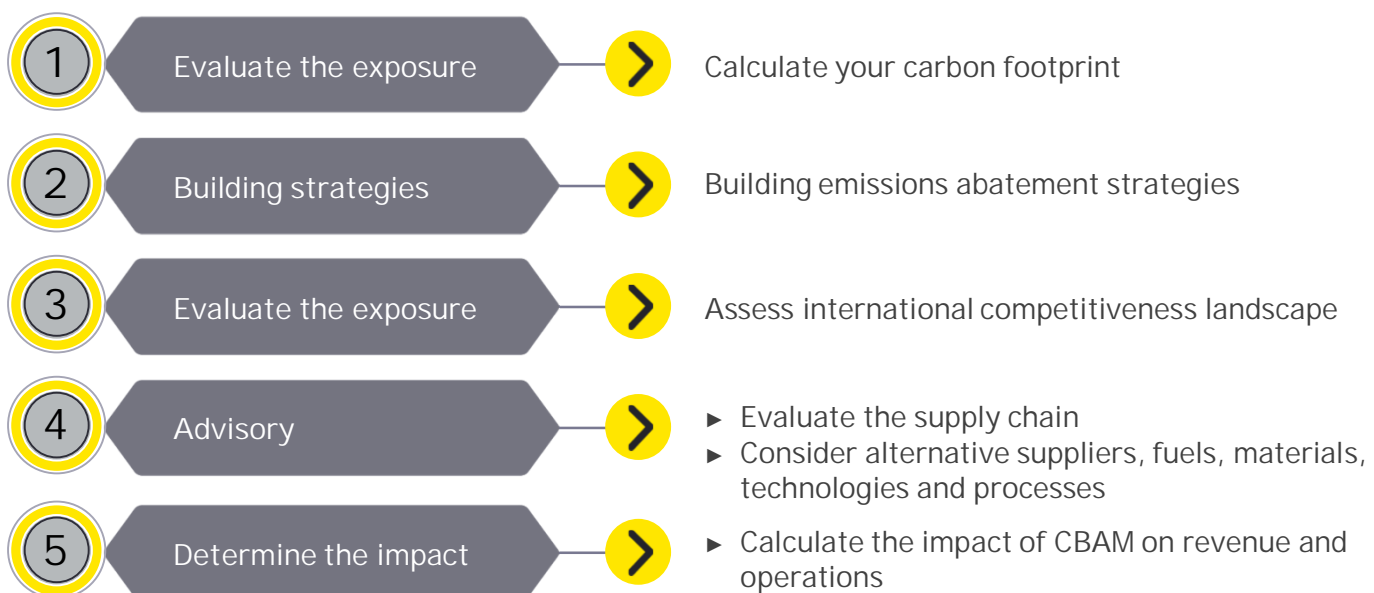 1
Evaluate the exposure
Calculate your carbon footprint
2
Building strategies
Building emissions abatement strategies
3
Evaluate the exposure
Assess international competitiveness landscape
4
Advisory
► Evaluate the supply chain
► Consider alternative suppliers, fuels, materials,
technologies and processes
5
Determine the impact
► Calculate the impact of CBAM on revenue and
operations